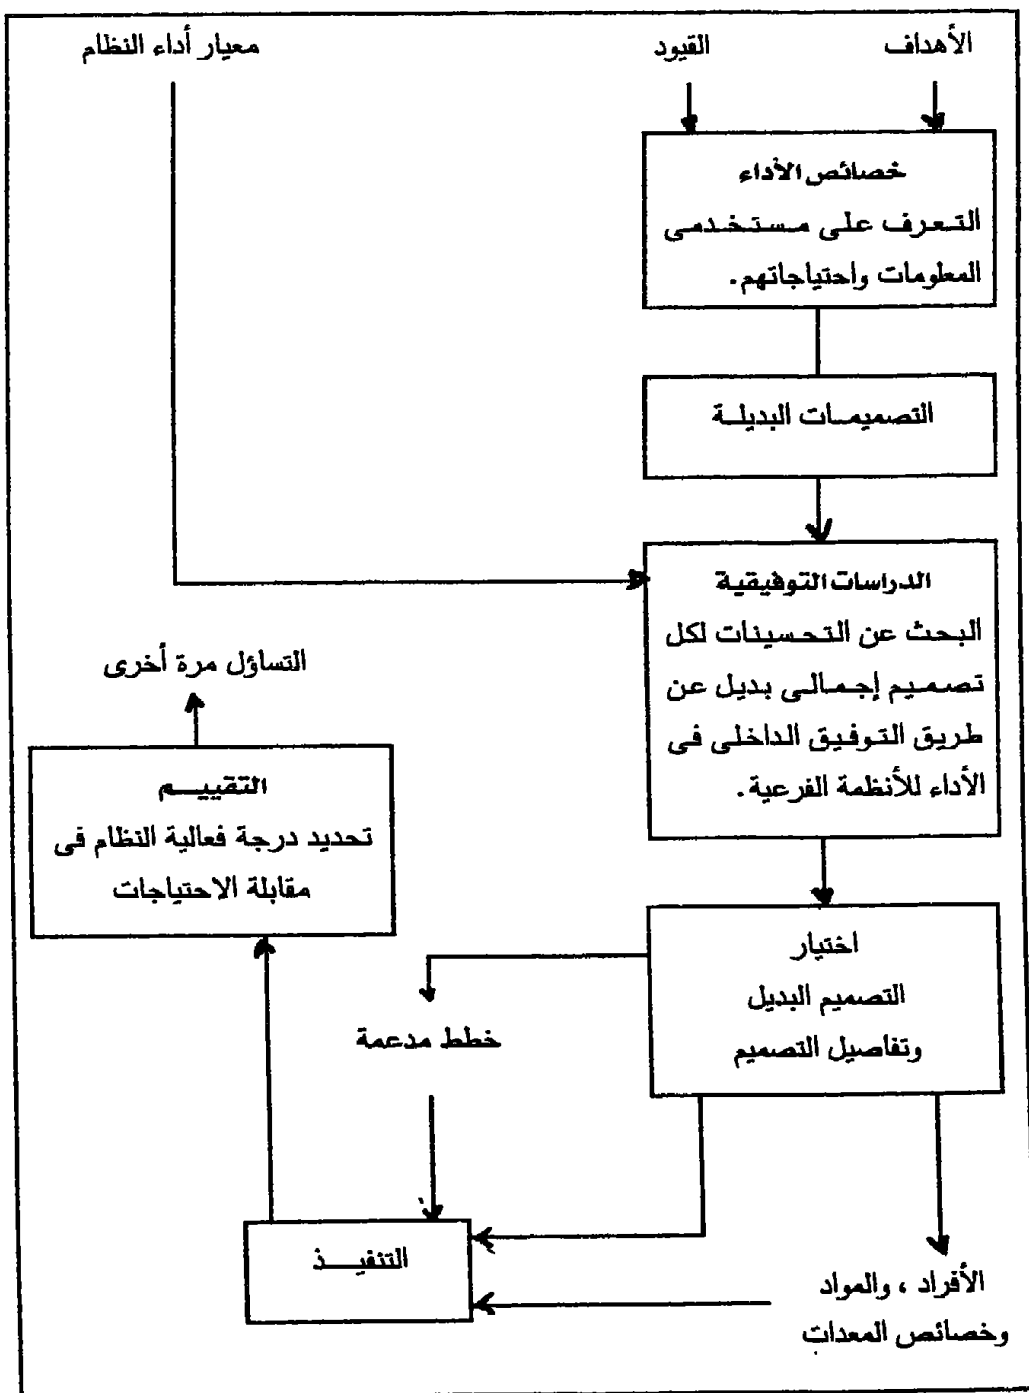 الأهداف
القيود
معيار أداء النظام
خصائص الأداء
التعرف على مستخدمى
المعلومات واحتياجاتهم.
التصميمات البديلة
الدراسات التوفيقية
البحث عن التحسينات لكل
تصميم إجمالى بديل عن
طريق التوفيق الداخلى فى
الأداء للأنظمة الفرعية.
اختيار
التصميم البديل
وتفاصيل التصميم
خطط مدعمة
الأفراد ، والمواد
وخصائص المعدات
التنفيذ
التقييم
تحديد درجة فعالية النظام فى
مقابلة الاحتياجات
التساؤل مرة أخرى